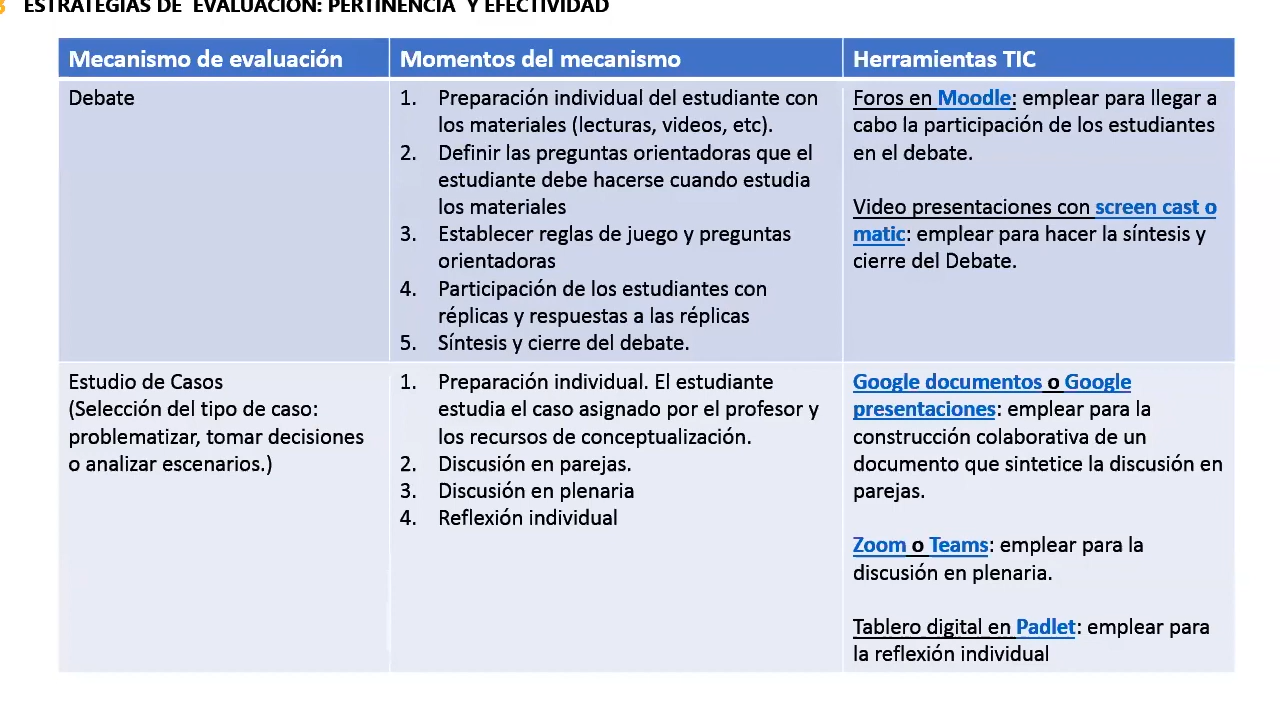 ESTRATEGIAS DE EVALUACIÓN: PERTINENCIA Y EFECTIVIDAD
Mecanismo de evaluación
Momentos del mecanismo
Herramientas TIC
Debate
1. Preparación individual del estudiante con
los materiales (lecturas, videos, etc).
2. Definir las preguntas orientadoras que el
estudiante debe hacerse cuando estudia
los materiales
3. Establecer reglas de juego y preguntas
orientadoras
4. Participación de los estudiantes con
réplicas y respuestas a las réplicas
5. Síntesis y cierre del debate.
Foros en Moodle: emplear para llegar a
cabo la participación de los estudiantes
en el debate.
Video presentaciones con screen cast o
matic: emplear para hacer la síntesis y
cierre del Debate.
Estudio de Casos
(Selección del tipo de caso:
problematizar, tomar decisiones
o analizar escenarios.)
1. Preparación individual. El estudiante
estudia el caso asignado por el profesor y
los recursos de conceptualización.
2. Discusión en parejas.
3. Discusión en plenaria
4. Reflexión individual
Google documentos o Google
presentaciones: emplear para la
construcción colaborativa de un
documento que sintetice la discusión en
parejas.
Zoom o Teams: emplear para la
discusión en plenaria.
Tablero digital en Padlet: emplear para
la reflexión individual